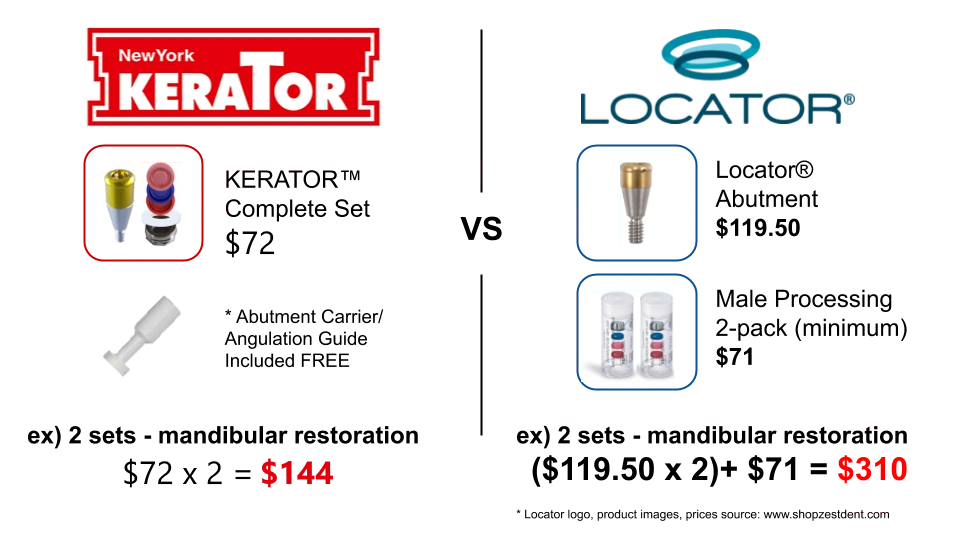 NewYork
KERATOR
KERATOR™
Complete Set
$72
* Abutment Carrier/
Angulation Guide
Included FREE
ex) 2 sets - mandibular restoration
$72 x 2 = $144
VS
LOCATOR®
Locator®
Abutment
$119.50
Male Processing
2-pack (minimum)
$71
ex) 2 sets - mandibular restoration
($119.50 x 2)+ $71 = $310
* Locator logo, product images, prices source: www.shopzestdent.com